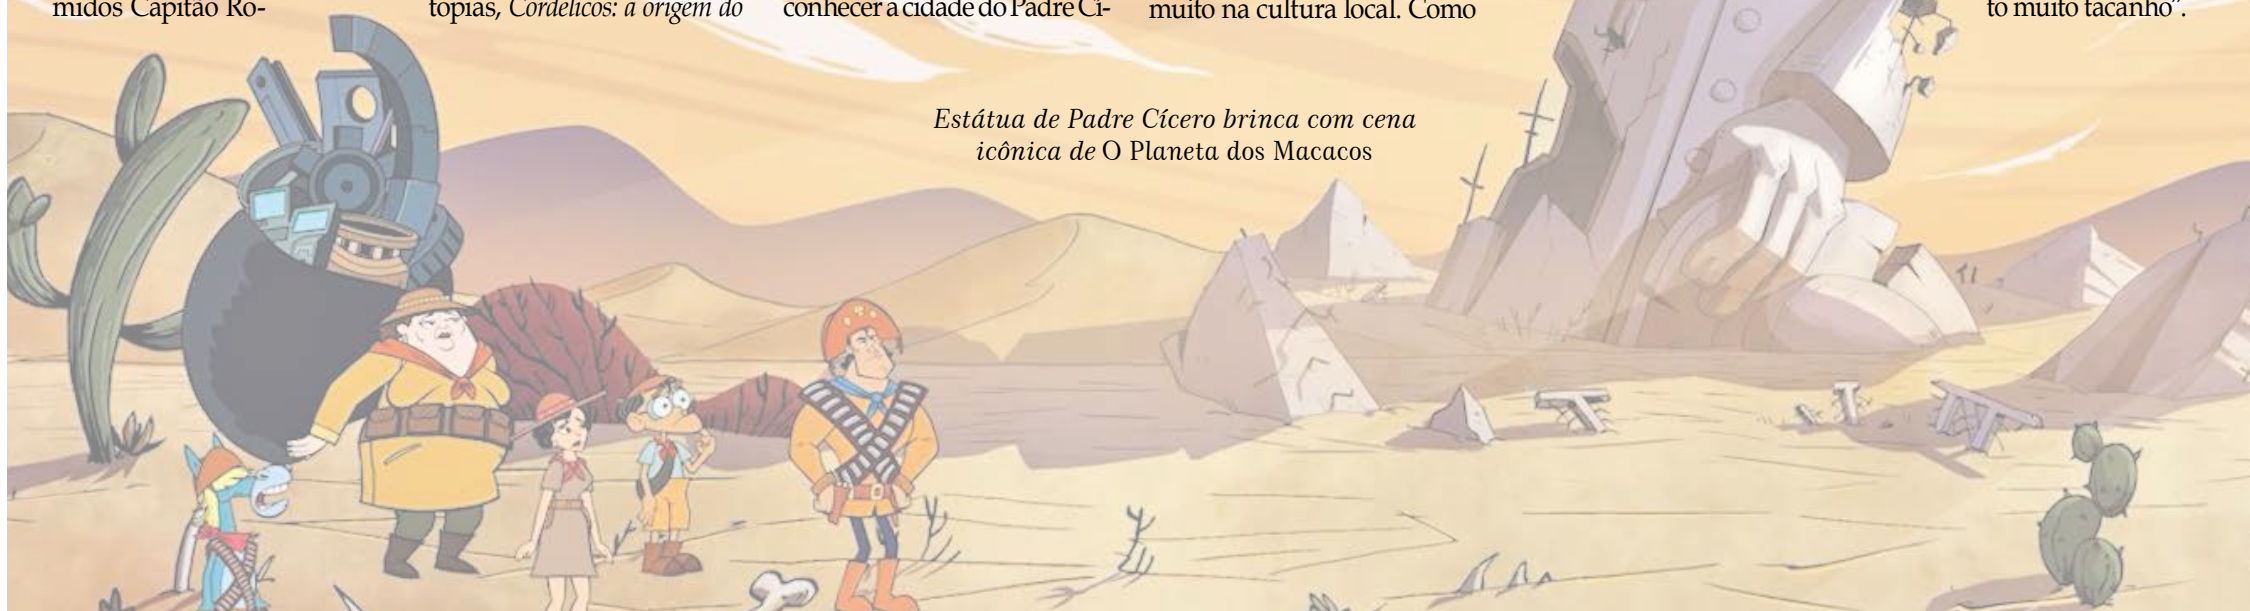 midos Capitão Ro-
topias, Cordélicos: a origem do
conhecer a cidade do Padre Cí-
muito na cultura local. Como
to muito tacanho”.
Estátua de Padre Cícero brinca com cena
icônica de O Planeta dos Macacos